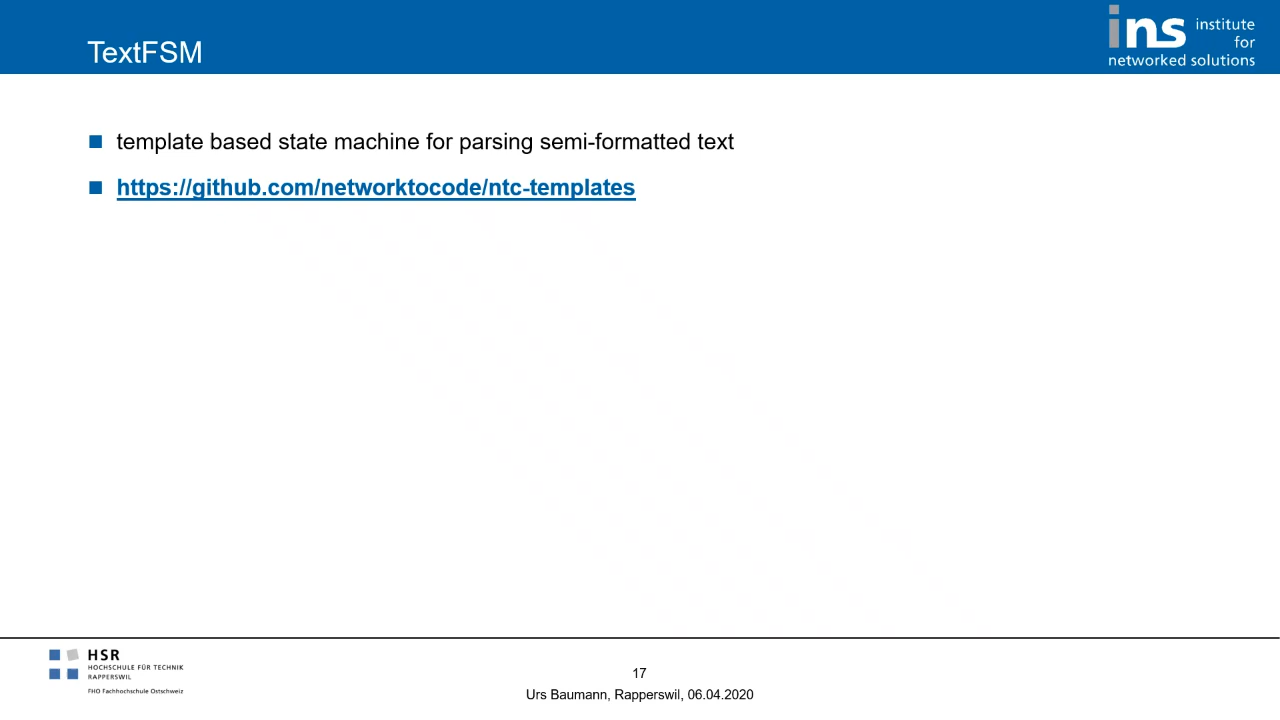 TextFSM
ins institute
for
networked solutions
template based state machine for parsing semi-formatted text
https://github.com/networktocode/ntc-templates
HSR
HOCHSCHULE FÜR TECHNIK
RAPPERSWIL
FHO Fachhochschule Ostschweiz
17
Urs Baumann, Rapperswil, 06.04.2020